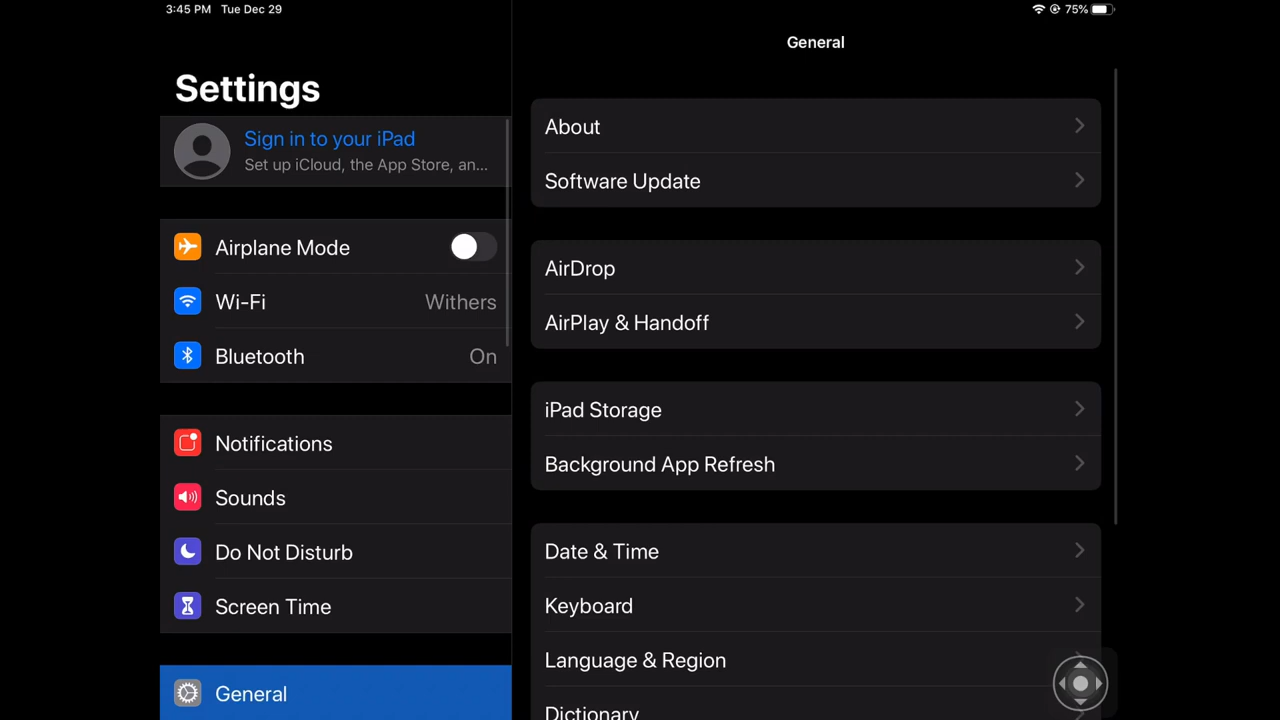 3:45 PM Tue Dec 29
75%
Settings
Sign in to your iPad
Set up iCloud, the App Store, an...
Airplane Mode
Wi-Fi Withers
Bluetooth On
Notifications
Sounds
Do Not Disturb
Screen Time
General
General
About
Software Update
AirDrop
AirPlay & Handoff
iPad Storage
Background App Refresh
Date & Time
Keyboard
Language & Region
Dictionary